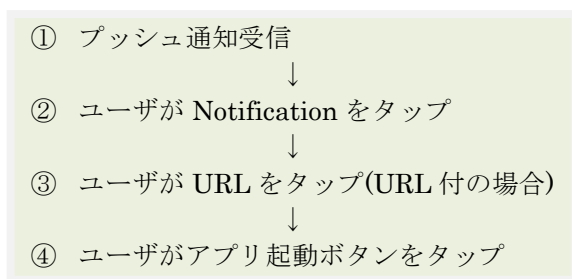 ① プッシュ通知受信
↓
② ユーザが Notification をタップ
↓
③ ユーザが URL をタップ(URL 付の場合)
↓
④ ユーザがアプリ起動ボタンをタップ